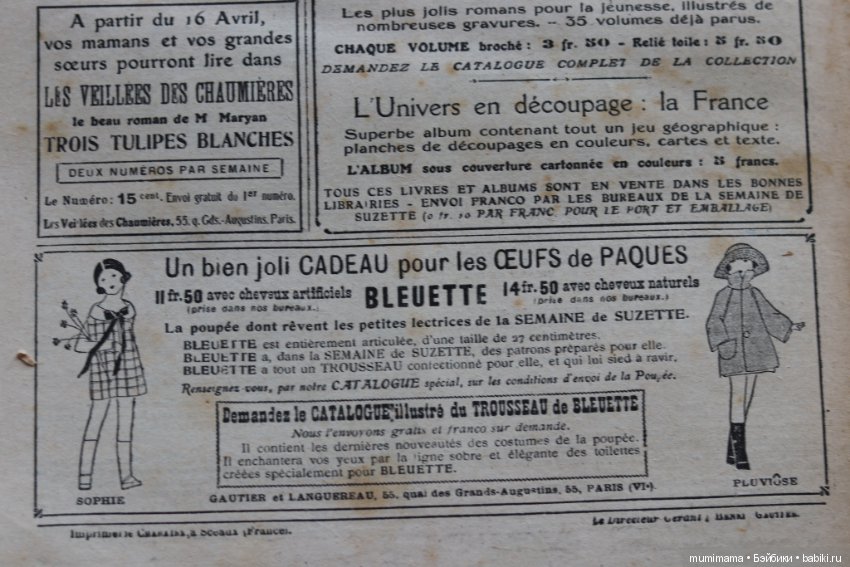 A partir du 16 Avril,
vos mamans et vos grandes
sœurs pourront lire dans
LES VEILLÉES DES CHAUMIÈRES
le beau roman de M Maryan
TROIS TULIPES BLANCHES
DEUX NUMÉROS PAR SEMAINE
Le Numéro: 15 cent. Envoi gratuit du 1er numéro.
Les Veillées des Chaumières, 55, q. Gds-Augustins, Paris.
Les plus jolis romans pour la jeunesse, illustrés de
nombreuses gravures. — 35 volumes déjà parus.
CHAQUE VOLUME broché : 3 fr. 50 - Relié toile : 5 fr. 50
DEMANDEZ LE CATALOGUE COMPLET DE LA COLLECTION
L'Univers en découpage : la France
Superbe album contenant tout un jeu géographique :
planches de découpages en couleurs, cartes et texte.
L'ALBUM sous couverture cartonnée en couleurs : 5 francs.
TOUS CES LIVRES ET ALBUMS SONT EN VENTE DANS LES BONNES
LIBRAIRIES - ENVOI FRANCO PAR LES BUREAUX DE LA SEMAINE DE
SUZETTE (0 fr. 10 PAR FRANC, POUR LE PORT ET EMBALLAGE)
Un bien joli CADEAU pour les ŒUFS de PAQUES
11 fr. 50 avec cheveux artificiels
(prise dans nos bureaux.)
BLEUETTE
14 fr. 50 avec cheveux naturels
(prise dans nos bureaux.)
La poupée dont rêvent les petites lectrices de la SEMAINE de SUZETTE.
BLEUETTE est entièrement articulée, d'une taille de 27 centimètres.
BLEUETTE a, dans la SEMAINE de SUZETTE, des patrons préparés pour elle.
BLEUETTE a tout un TROUSSEAU confectionné pour elle, et qui lui sied à ravir.
Renseignez-vous, par notre CATALOGUE spécial, sur les conditions d'envoi de la Poupée.
Demandez le CATALOGUE illustré du TROUSSEAU de BLEUETTE
Nous l'envoyons gratis et franco sur demande.
Il contient les dernières nouveautés des costumes de la poupée.
Il enchantera vos yeux par la ligne sobre et élégante des toilettes
créées spécialement pour BLEUETTE.
SOPHIE
PLUVIÔSE
GAUTIER et LANGUEREAU, 55, quai des Grands-Augustins, 55, PARIS (VIe).
Imprimerie CHARAIRE, à Sceaux (France).
Le Directeur Gérant : HENRI GAUTIER.
mumimama • Бэйбики • babiki.ru